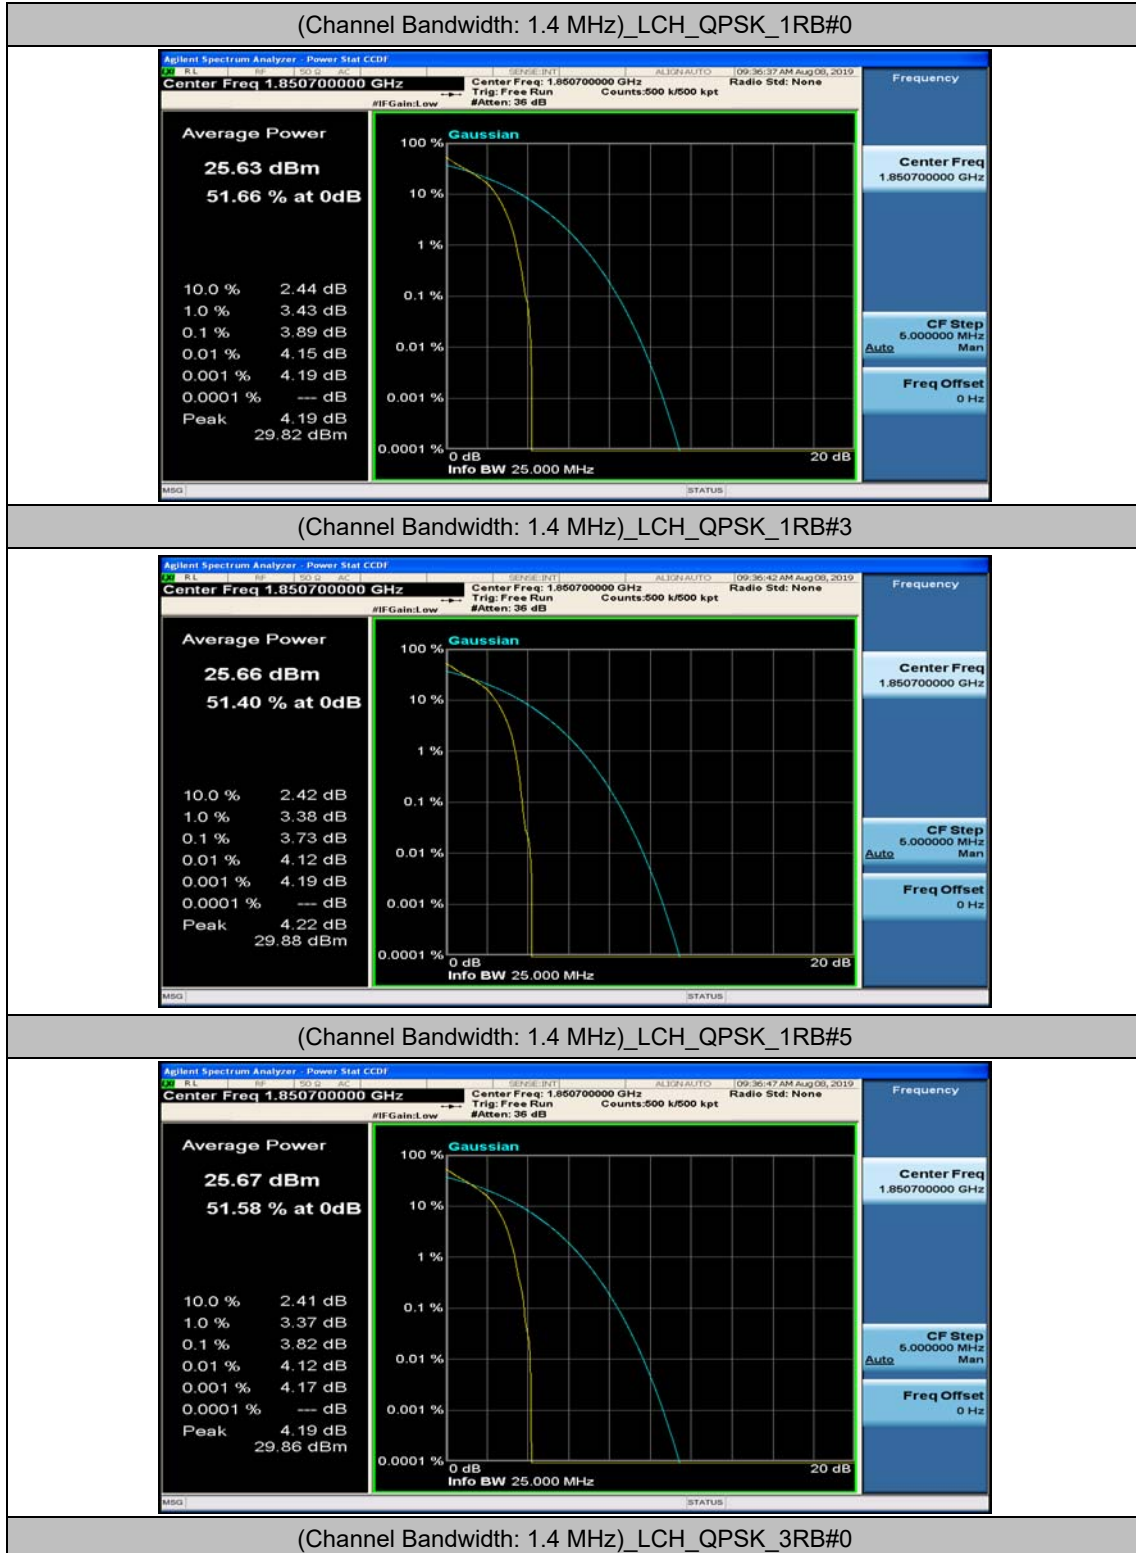 (Channel Bandwidth: 1.4 MHz)_LCH_QPSK_1RB#0
Agilent Spectrum Analyzer - Power Stat CCDF
LXI RL RF 50 Ω AC SENSE:INT ALIGN AUTO 09:36:37 AM Aug 08, 2019
Center Freq 1.850700000 GHz
Center Freq: 1.850700000 GHz Radio Std: None
Trig: Free Run Counts:500 k/500 kpt
#IFGain:Low #Atten: 36 dB
Frequency
Average Power
25.63 dBm
51.66 % at 0dB
10.0 % 2.44 dB
1.0 % 3.43 dB
0.1 % 3.89 dB
0.01 % 4.15 dB
0.001 % 4.19 dB
0.0001 % --- dB
Peak 4.19 dB
29.82 dBm
Gaussian
100 %
10 %
1 %
0.1 %
0.01 %
0.001 %
0.0001 %
0 dB 20 dB
Info BW 25.000 MHz
Center Freq
1.850700000 GHz
CF Step
5.000000 MHz
Auto Man
Freq Offset
0 Hz
MSG STATUS
(Channel Bandwidth: 1.4 MHz)_LCH_QPSK_1RB#3
Agilent Spectrum Analyzer - Power Stat CCDF
LXI RL RF 50 Ω AC SENSE:INT ALIGN AUTO 09:36:42 AM Aug 08, 2019
Center Freq 1.850700000 GHz
Center Freq: 1.850700000 GHz Radio Std: None
Trig: Free Run Counts:500 k/500 kpt
#IFGain:Low #Atten: 36 dB
Frequency
Average Power
25.66 dBm
51.40 % at 0dB
10.0 % 2.42 dB
1.0 % 3.38 dB
0.1 % 3.73 dB
0.01 % 4.12 dB
0.001 % 4.19 dB
0.0001 % --- dB
Peak 4.22 dB
29.88 dBm
Gaussian
100 %
10 %
1 %
0.1 %
0.01 %
0.001 %
0.0001 %
0 dB 20 dB
Info BW 25.000 MHz
Center Freq
1.850700000 GHz
CF Step
5.000000 MHz
Auto Man
Freq Offset
0 Hz
MSG STATUS
(Channel Bandwidth: 1.4 MHz)_LCH_QPSK_1RB#5
Agilent Spectrum Analyzer - Power Stat CCDF
LXI RL RF 50 Ω AC SENSE:INT ALIGN AUTO 09:36:47 AM Aug 08, 2019
Center Freq 1.850700000 GHz
Center Freq: 1.850700000 GHz Radio Std: None
Trig: Free Run Counts:500 k/500 kpt
#IFGain:Low #Atten: 36 dB
Frequency
Average Power
25.67 dBm
51.58 % at 0dB
10.0 % 2.41 dB
1.0 % 3.37 dB
0.1 % 3.82 dB
0.01 % 4.12 dB
0.001 % 4.17 dB
0.0001 % --- dB
Peak 4.19 dB
29.86 dBm
Gaussian
100 %
10 %
1 %
0.1 %
0.01 %
0.001 %
0.0001 %
0 dB 20 dB
Info BW 25.000 MHz
Center Freq
1.850700000 GHz
CF Step
5.000000 MHz
Auto Man
Freq Offset
0 Hz
MSG STATUS
(Channel Bandwidth: 1.4 MHz)_LCH_QPSK_3RB#0